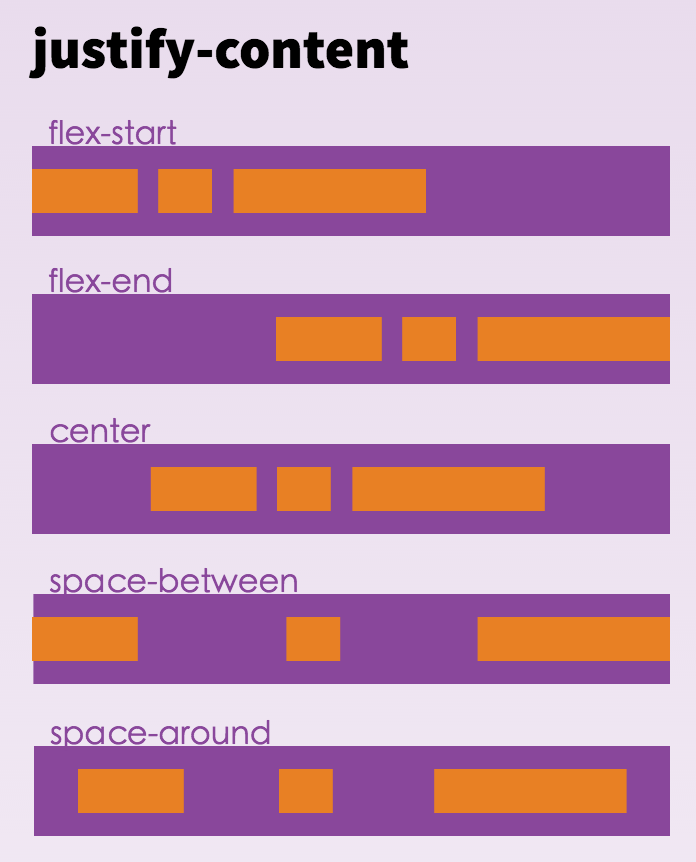 justify-content
flex-start
flex-end
center
space-between
space-around